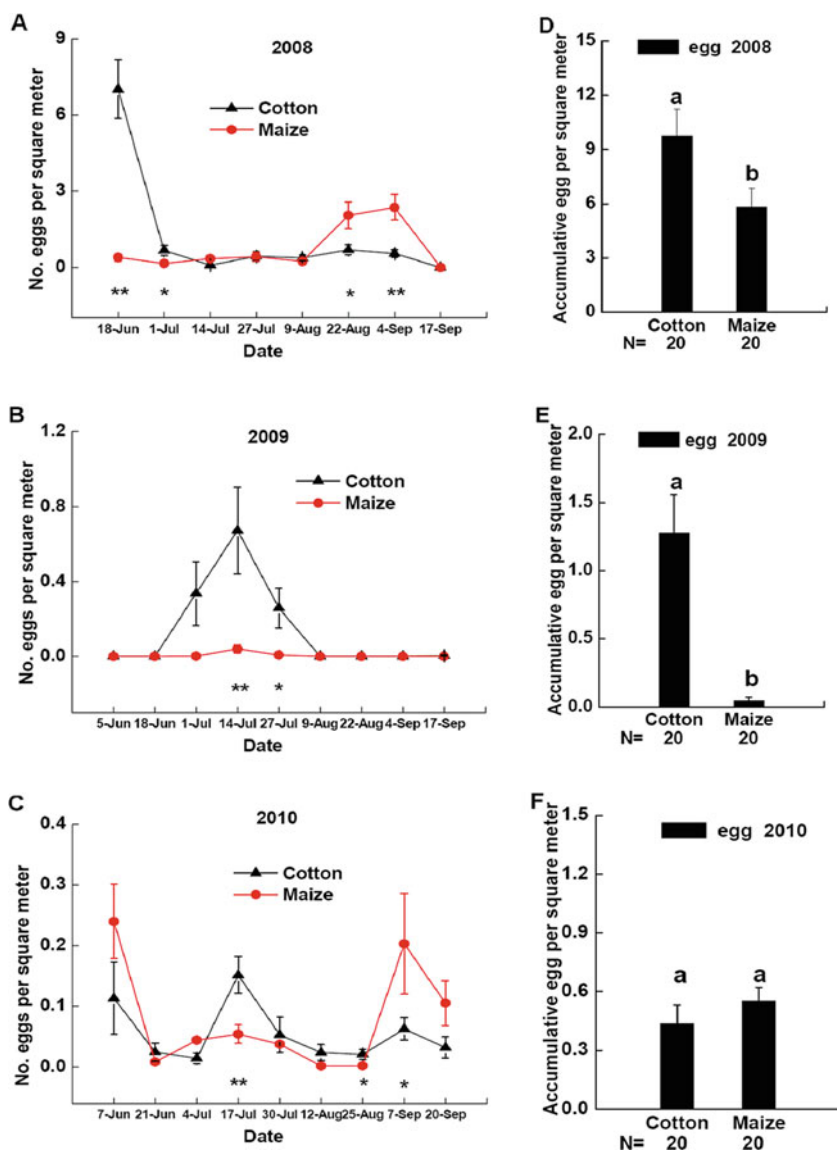 A
2008
No. eggs per square meter
9
6
3
0
Cotton
Maize
** * * **
18-Jun 1-Jul 14-Jul 27-Jul 9-Aug 22-Aug 4-Sep 17-Sep
Date
D
egg 2008
Accumulative egg per square meter
15
12
9
6
3
0
a
b
Cotton Maize
N= 20 20
B
2009
No. eggs per square meter
1.2
0.8
0.4
0.0
Cotton
Maize
** *
5-Jun 18-Jun 1-Jul 14-Jul 27-Jul 9-Aug 22-Aug 4-Sep 17-Sep
Date
E
egg 2009
Accumulative egg per square meter
2.0
1.5
1.0
0.5
0.0
a
b
Cotton Maize
N= 20 20
C
2010
No. eggs per square meter
0.4
0.3
0.2
0.1
0.0
Cotton
Maize
** * *
7-Jun 21-Jun 4-Jul 17-Jul 30-Jul 12-Aug 25-Aug 7-Sep 20-Sep
Date
F
egg 2010
Accumulative egg per square meter
1.5
1.2
0.9
0.6
0.3
0.0
a a
Cotton Maize
N= 20 20